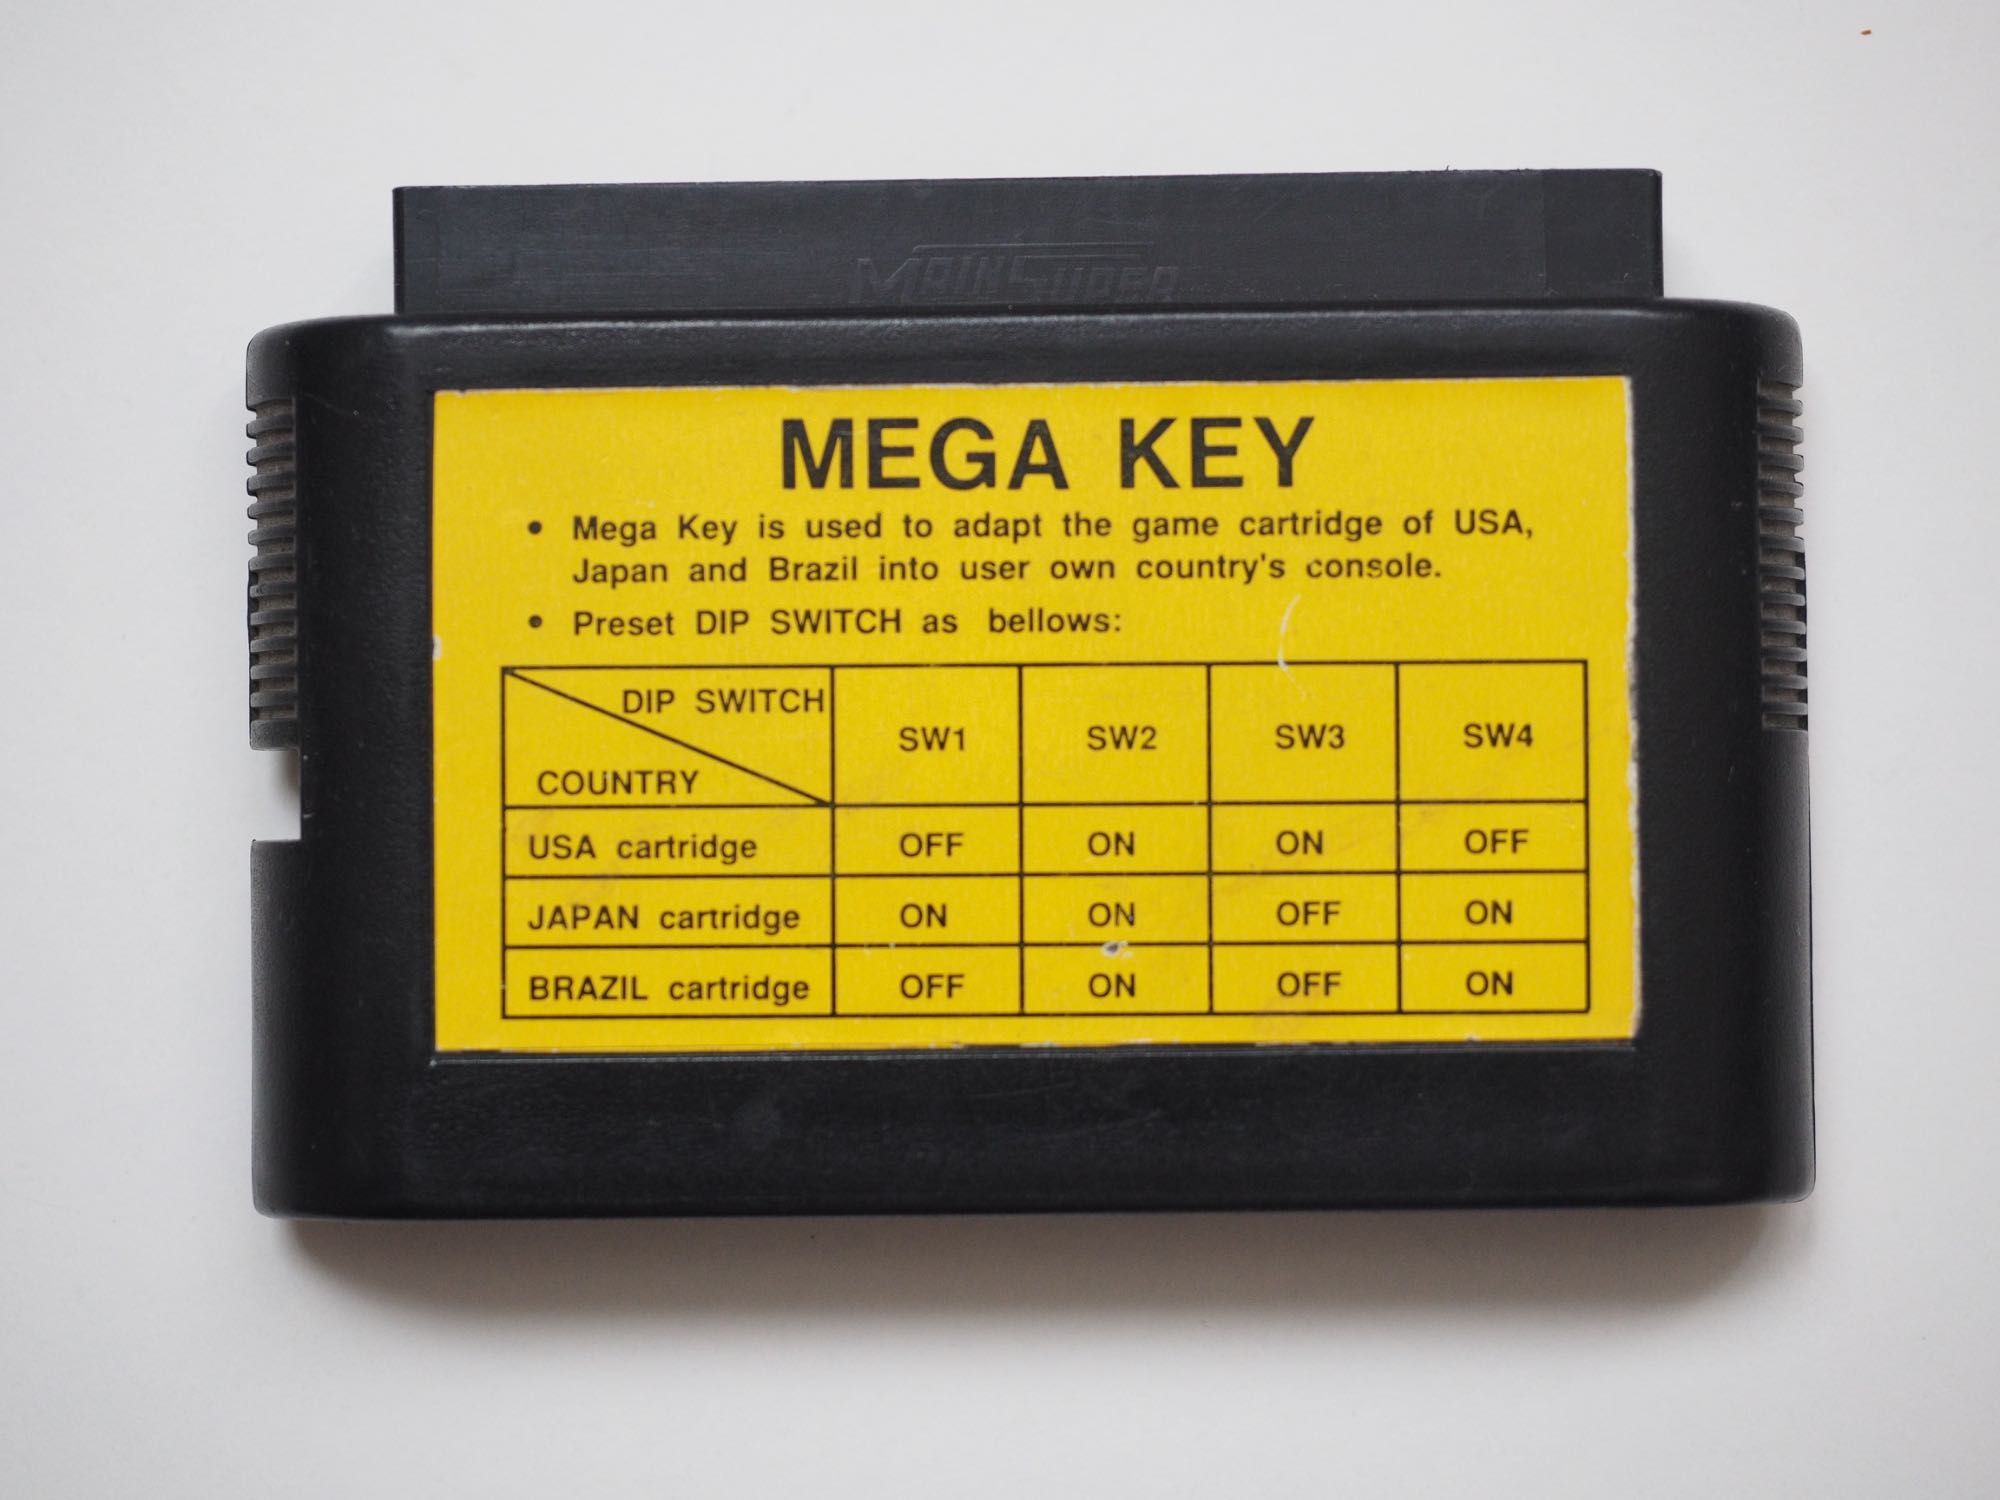 MAIN SUPER
MEGA KEY
• Mega Key is used to adapt the game cartridge of USA,
Japan and Brazil into user own country's console.
• Preset DIP SWITCH as bellows:
DIP SWITCH
COUNTRY SW1 SW2 SW3 SW4
USA cartridge OFF ON ON OFF
JAPAN cartridge ON ON OFF ON
BRAZIL cartridge OFF ON OFF ON